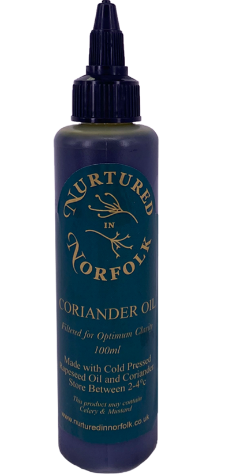 NURTURED
IN
NORFOLK
CORIANDER OIL
Filtered for Optimum Clarity
100ml
Made with Cold Pressed
Rapeseed Oil and Coriander
Store Between 2-4°c
This product may contain
Celery & Mustard
www.nurturedinnorfolk.co.uk